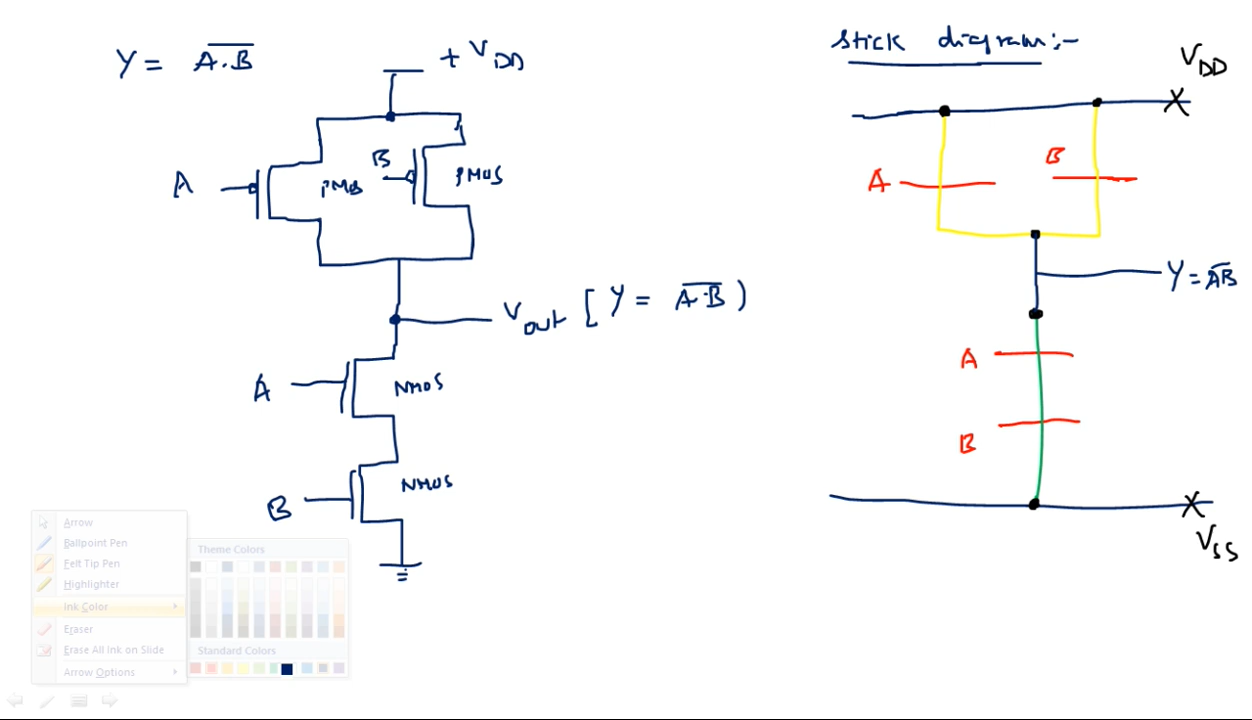 Y = A.B
+ VDD
A
PMOS
B
PMOS
Vout [Y = A.B)
A
NMOS
B
NMOS
Arrow
Ballpoint Pen
Felt Tip Pen
Highlighter
Ink Color
Eraser
Erase All Ink on Slide
Arrow Options
Theme Colors
Standard Colors
Stick diagram:-
VDD
A
B
Y = AB
A
B
VSS